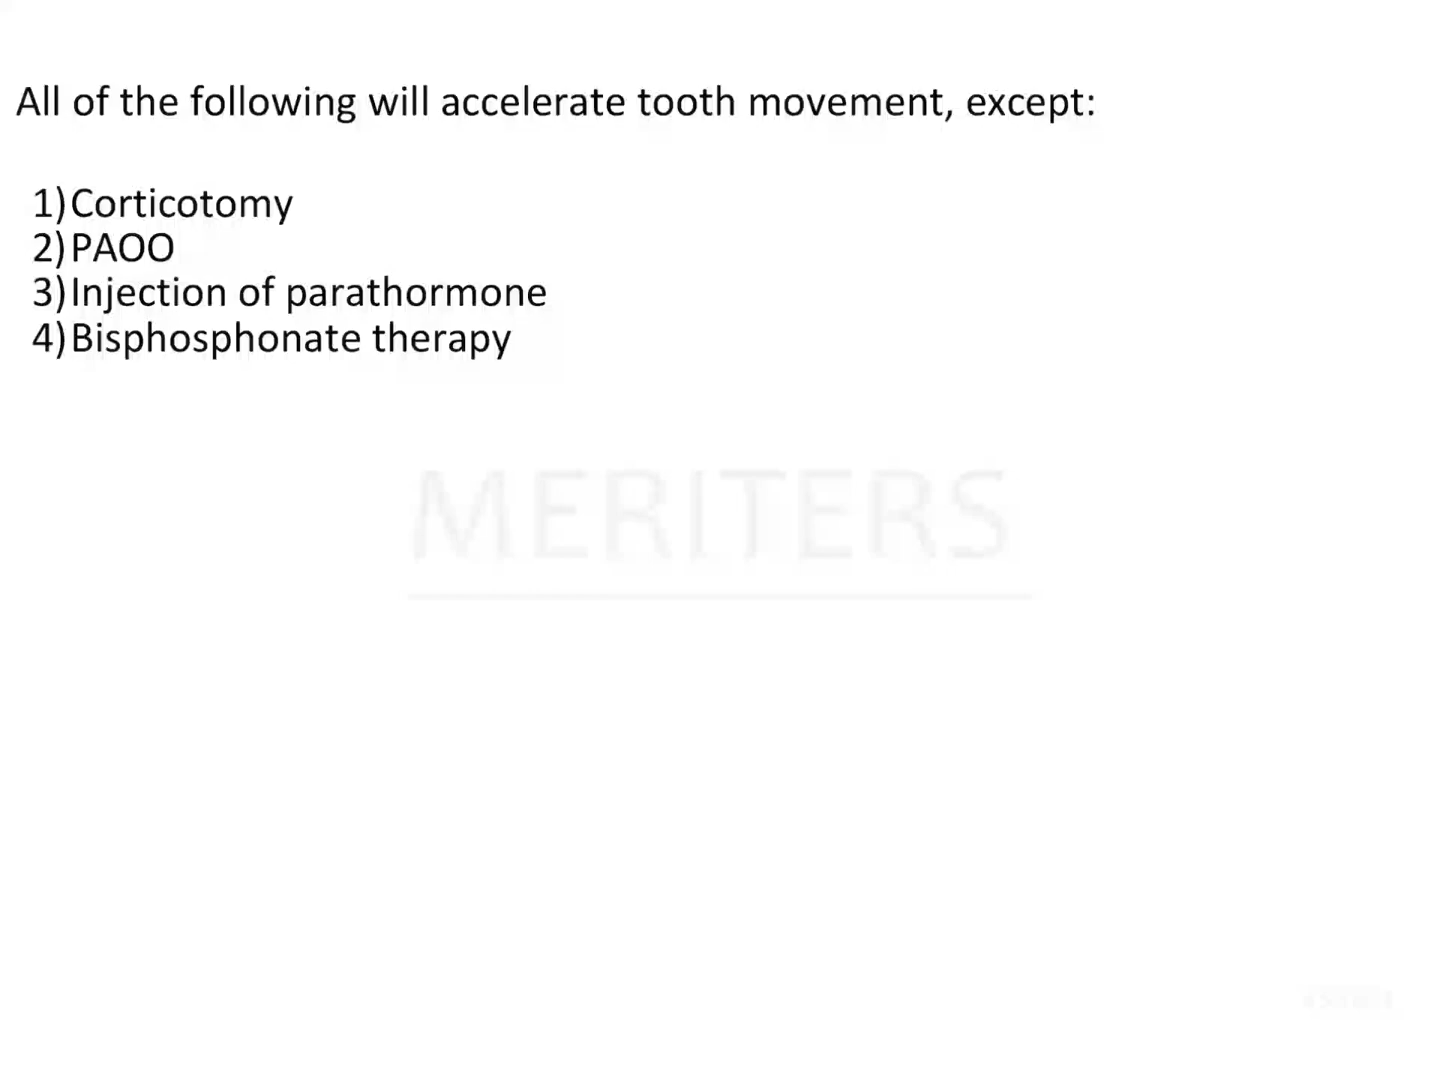 All of the following will accelerate tooth movement, except:
1)Corticotomy
2)PAOO
3)Injection of parathormone
4)Bisphosphonate therapy
MERITERS